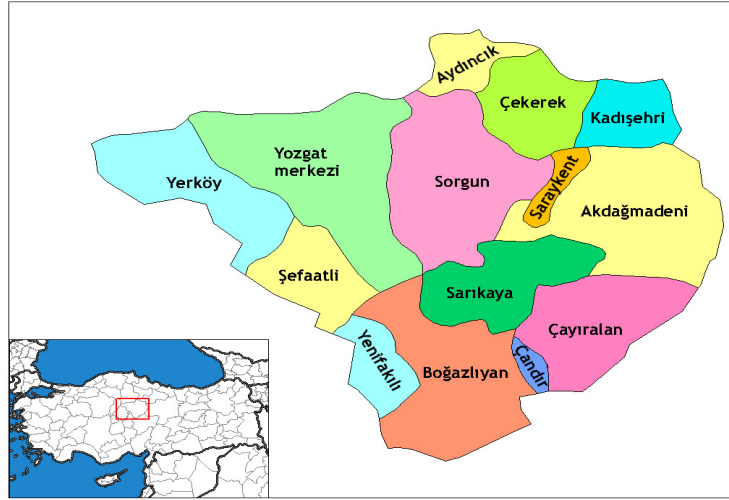 Aydıncık
Çekerek
Kadışehri
Yozgat
merkezi
Yerköy
Sorgun
Saraykent
Akdağmadeni
Şefaatli
Sarıkaya
Çayıralan
Yenifakılı
Boğazlıyan
Çandır